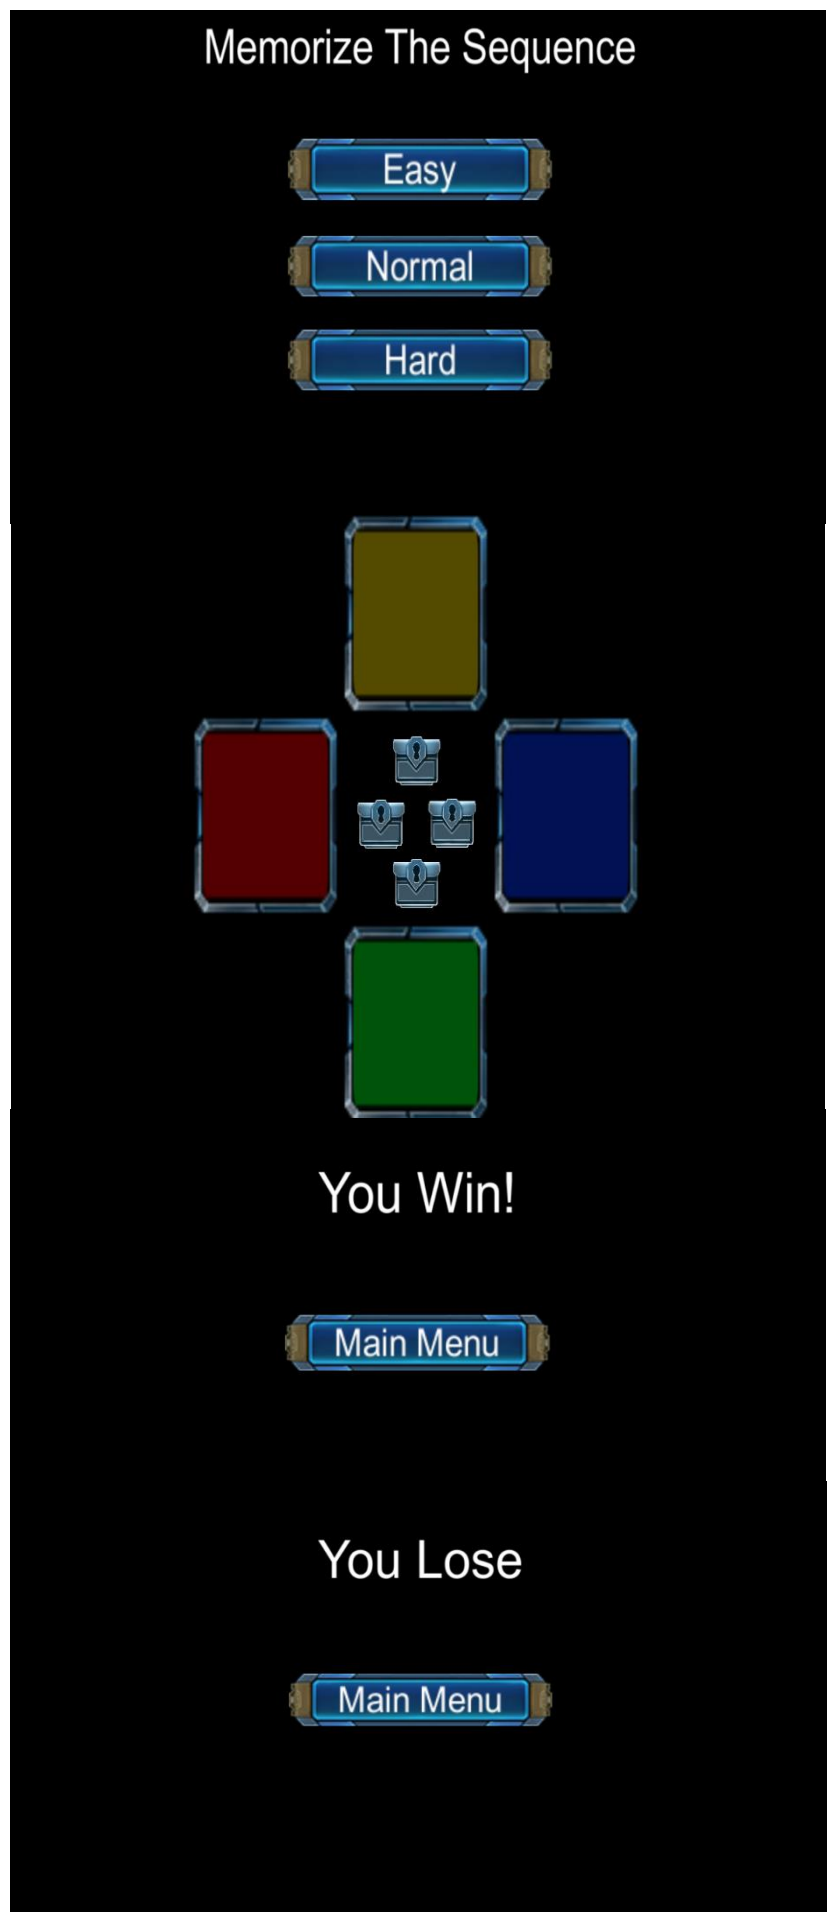 Memorize The Sequence
Easy
Normal
Hard
You Win!
Main Menu
You Lose
Main Menu